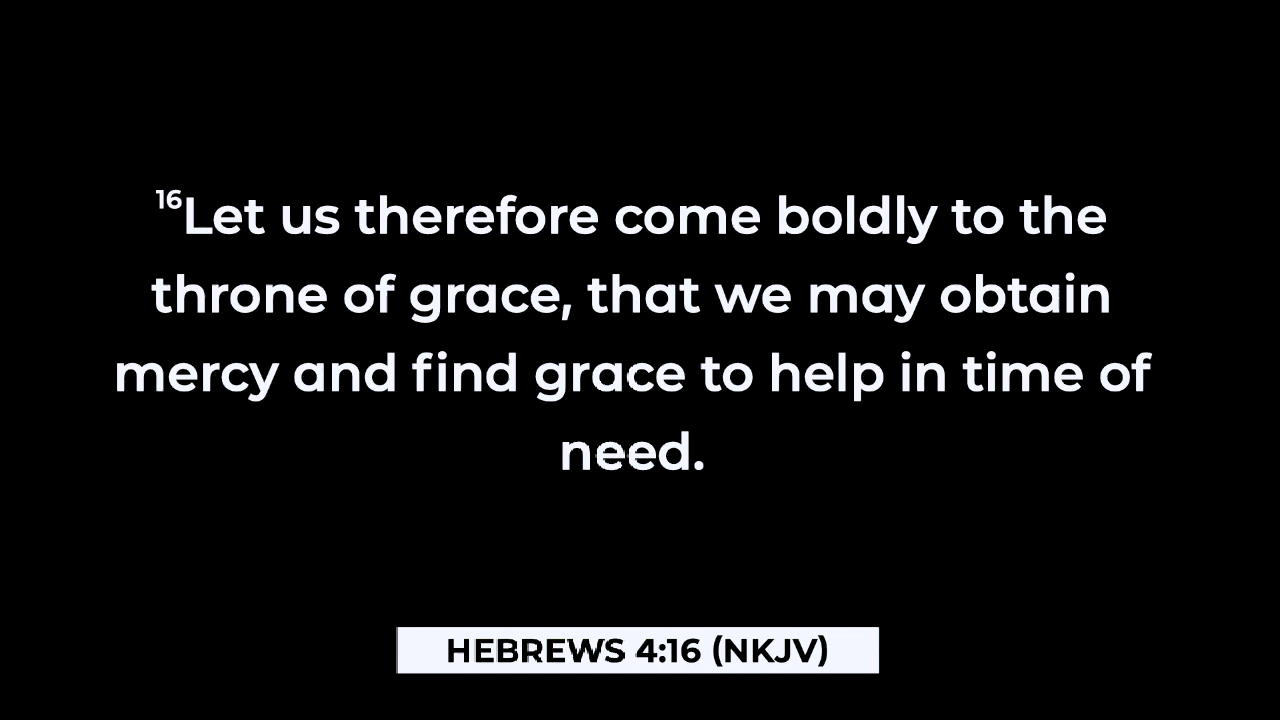 16Let us therefore come boldly to the
throne of grace, that we may obtain
mercy and find grace to help in time of
need.
HEBREWS 4:16 (NKJV)